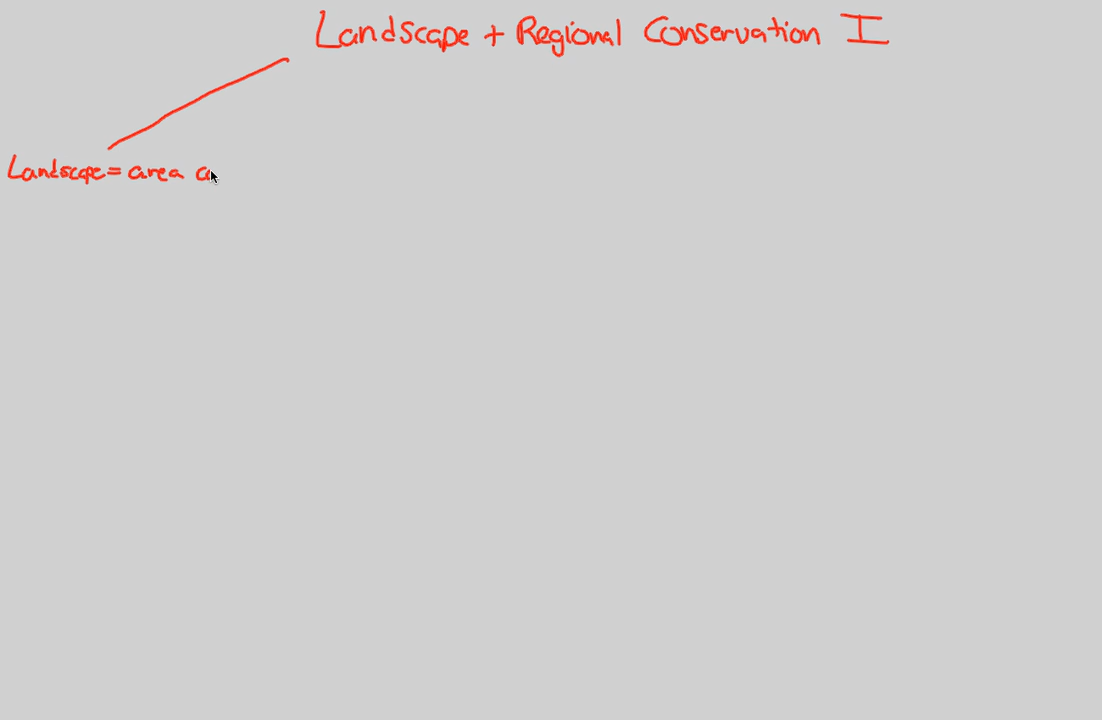 Landscape + Regional Conservation I
Landscape = area